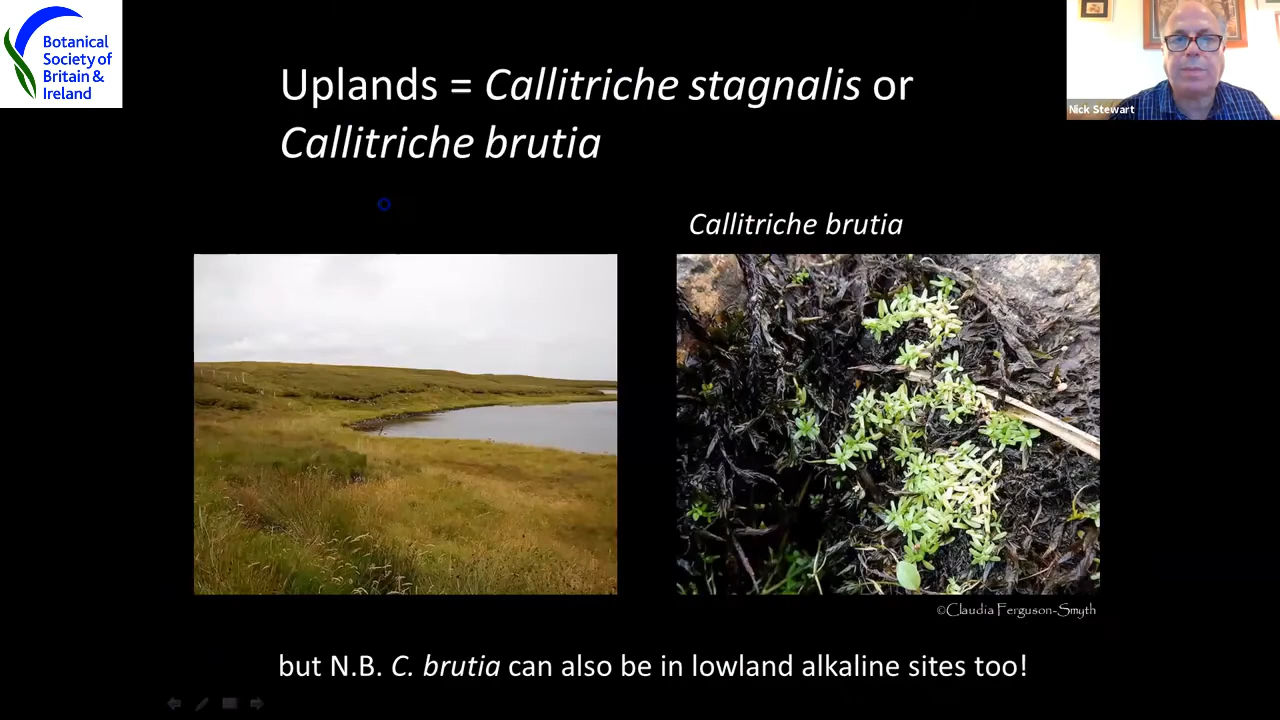 Botanical
Society of
Britain &
Ireland
Uplands = Callitriche stagnalis or
Callitriche brutia
Nick Stewart
Callitriche brutia
©Claudia Ferguson-Smyth
but N.B. C. brutia can also be in lowland alkaline sites too!